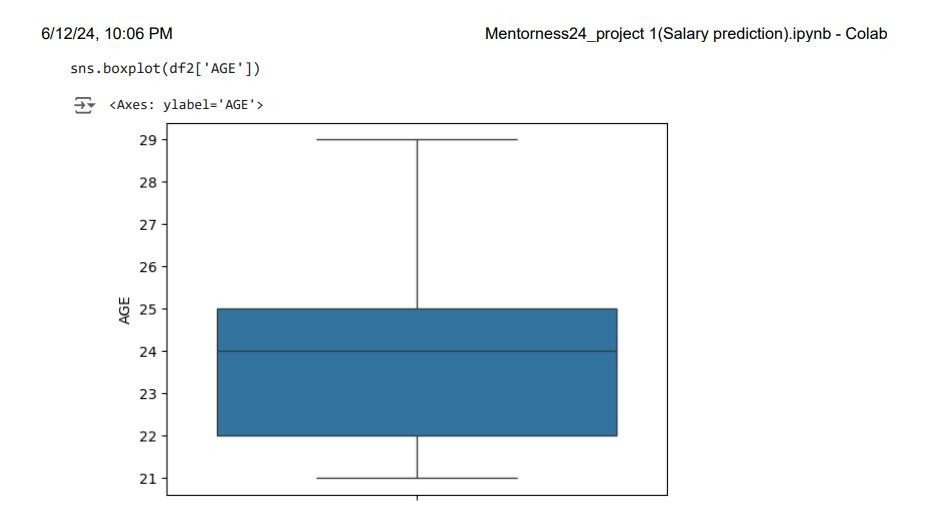 6/12/24, 10:06 PM Mentorness24_project 1(Salary prediction).ipynb - Colab
sns.boxplot(df2['AGE'])
<Axes: ylabel='AGE'>
29
28
27
26
25
24
23
22
21
AGE